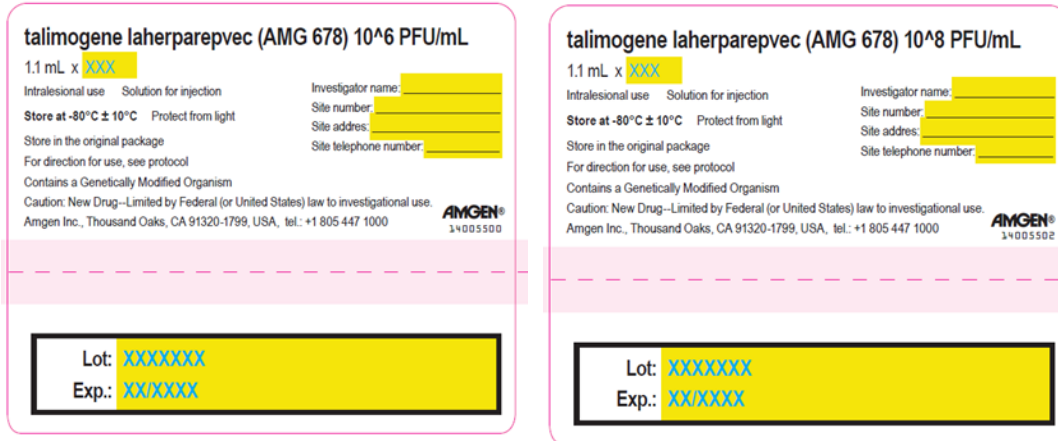 talimogene laherparepvec (AMG 678) 10^6 PFU/mL
1.1 mL x XXX
Intralesional use Solution for injection
Store at -80°C ± 10°C Protect from light
Store in the original package
For direction for use, see protocol
Contains a Genetically Modified Organism
Caution: New Drug--Limited by Federal (or United States) law to investigational use.
Amgen Inc., Thousand Oaks, CA 91320-1799, USA, tel.: +1 805 447 1000
Investigator name:
Site number:
Site addres:
Site telephone number:
AMGEN®
14005500
Lot: XXXXXXX
Exp.: XX/XXXX
talimogene laherparepvec (AMG 678) 10^8 PFU/mL
1.1 mL x XXX
Intralesional use Solution for injection
Store at -80°C ± 10°C Protect from light
Store in the original package
For direction for use, see protocol
Contains a Genetically Modified Organism
Caution: New Drug--Limited by Federal (or United States) law to investigational use.
Amgen Inc., Thousand Oaks, CA 91320-1799, USA, tel.: +1 805 447 1000
Investigator name:
Site number:
Site addres:
Site telephone number:
AMGEN®
14005502
Lot: XXXXXXX
Exp.: XX/XXXX